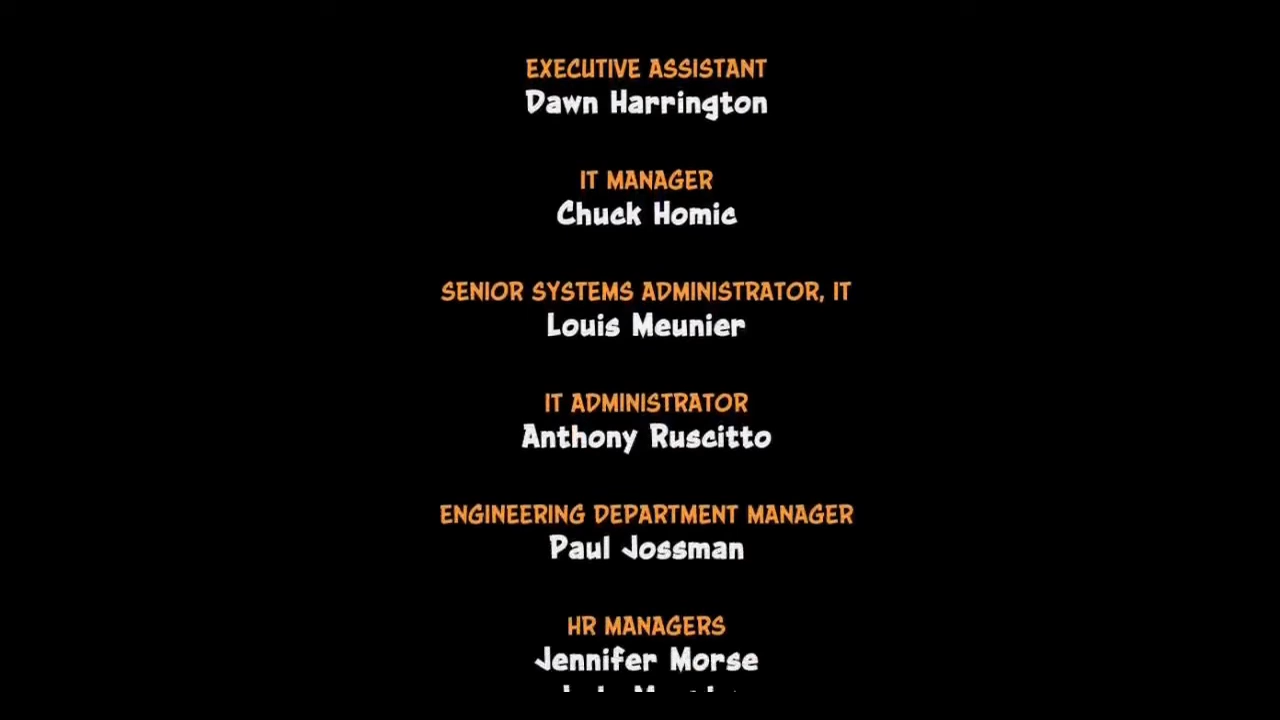 EXECUTIVE ASSISTANT
Dawn Harrington
IT MANAGER
Chuck Homic
SENIOR SYSTEMS ADMINISTRATOR, IT
Louis Meunier
IT ADMINISTRATOR
Anthony Ruscitto
ENGINEERING DEPARTMENT MANAGER
Paul Jossman
HR MANAGERS
Jennifer Morse